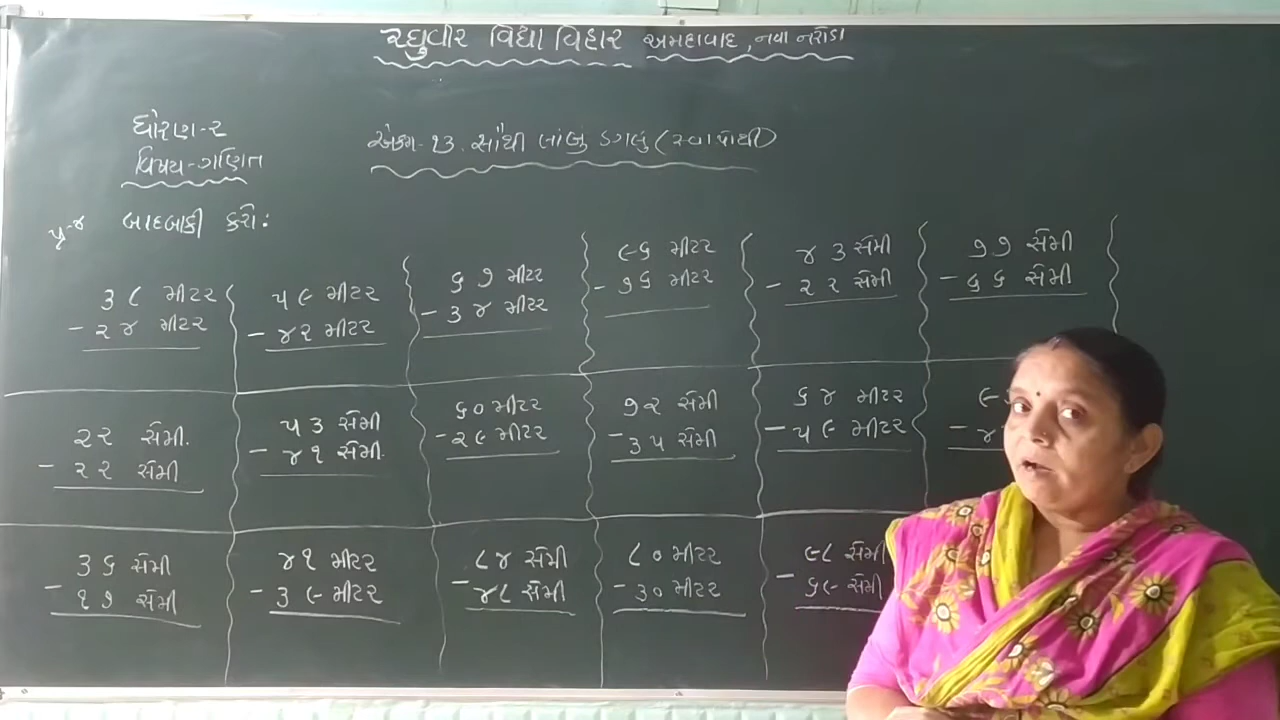 રઘુવીર વિદ્યા વિહાર અમદાવાદ, નવા નરોડા
ધોરણ-૨
વિષય-ગણિત
એકમ-૧૩. સૌથી લાંબુ ડગલું (સ્વાપોથી)
પ્ર-૪ બાદબાકી કરો:
૩૮ મીટર
- ૨૪ મીટર
૫૯ મીટર
- ૪૨ મીટર
૬૭ મીટર
- ૩૪ મીટર
૯૬ મીટર
- ૭૬ મીટર
૪૩ સેમી
- ૨૨ સેમી
૭૭ સેમી
- ૬૬ સેમી
૨૨ સેમી.
- ૨૨ સેમી
૫૩ સેમી
- ૪૧ સેમી.
૬૦ મીટર
- ૨૯ મીટર
૭૨ સેમી
- ૩૫ સેમી
૬૪ મીટર
- ૫૯ મીટર
૩૬ સેમી
- ૧૭ સેમી
૪૧ મીટર
- ૩૯ મીટર
૮૪ સેમી
- ૪૮ સેમી
૮૦ મીટર
- ૩૦ મીટર
૯૮ સેમી
- ૬૯ સેમી